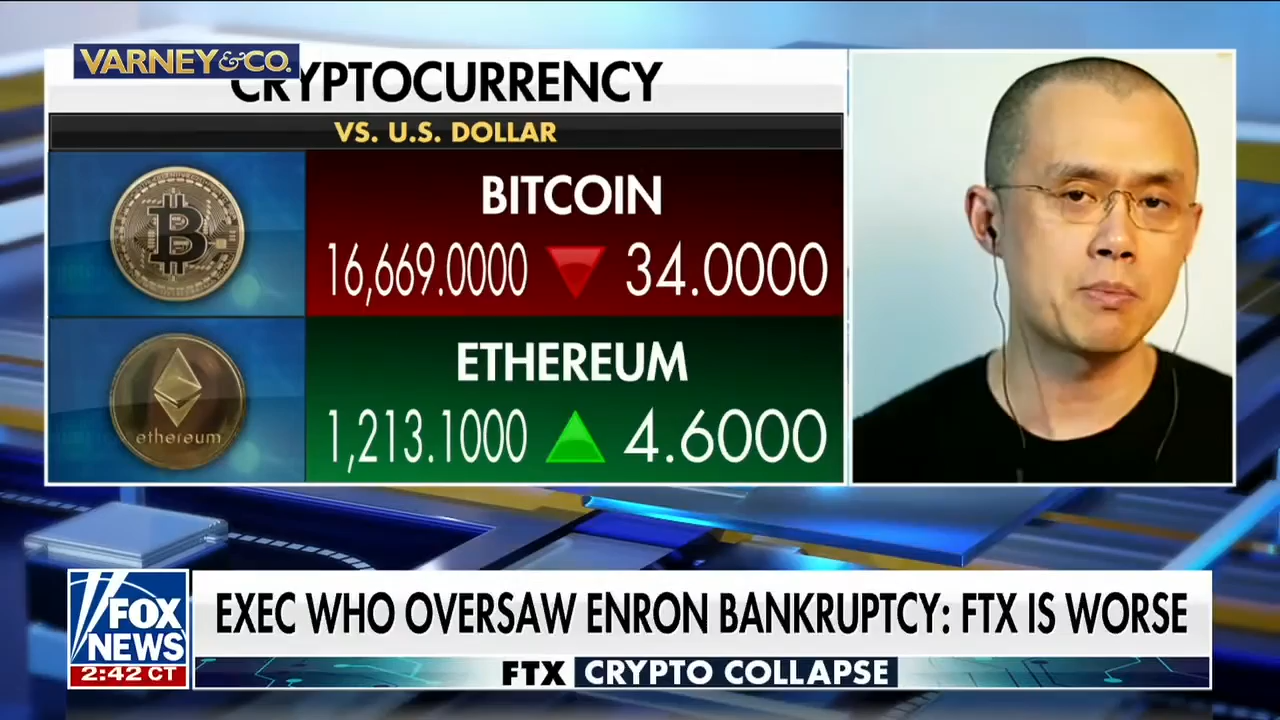 VARNEY & CO.
CRYPTOCURRENCY
VS. U.S. DOLLAR
BITCOIN
16,669.0000 34.0000
ethereum
ETHEREUM
1,213.1000 4.6000
FOX
NEWS
2:42 CT
EXEC WHO OVERSAW ENRON BANKRUPTCY: FTX IS WORSE
FTX CRYPTO COLLAPSE